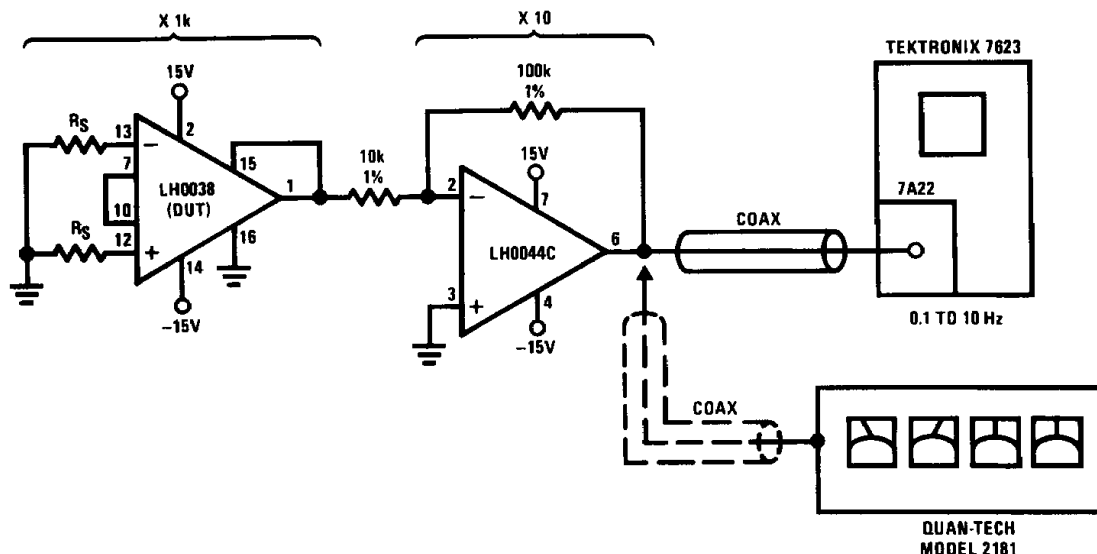 X 1k
X 10
TEKTRONIX 7623
100k
1%
15V
2
RS
13
−
7
15
LH0038
(DUT)
1
10k
1%
10
RS
12
+
16
14
−15V
15V
2
−
7
LH0044C
6
3
+
4
−15V
COAX
7A22
0.1 TO 10 Hz
COAX
QUAN-TECH
MODEL 2181